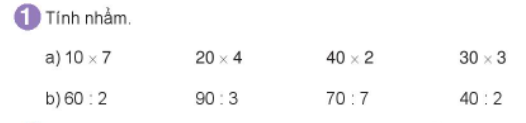 1 Tính nhẩm.
a) 10 × 7 20 × 4 40 × 2 30 × 3
b) 60 : 2 90 : 3 70 : 7 40 : 2